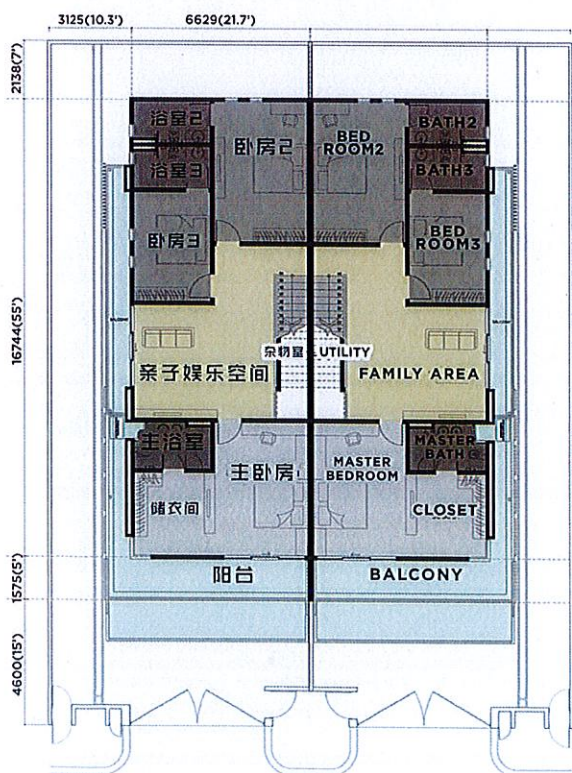 3125(10.3')
6629(21.7')
2138(7')
16744(55')
1575(5')
4600(15')
浴室2
卧房2
BED
ROOM2
BATH2
浴室3
BATH3
卧房3
BED
ROOM3
杂物室
UTILITY
亲子娱乐空间
FAMILY AREA
主浴室
主卧房
MASTER
BEDROOM
MASTER
BATH
储衣间
CLOSET
阳台
BALCONY